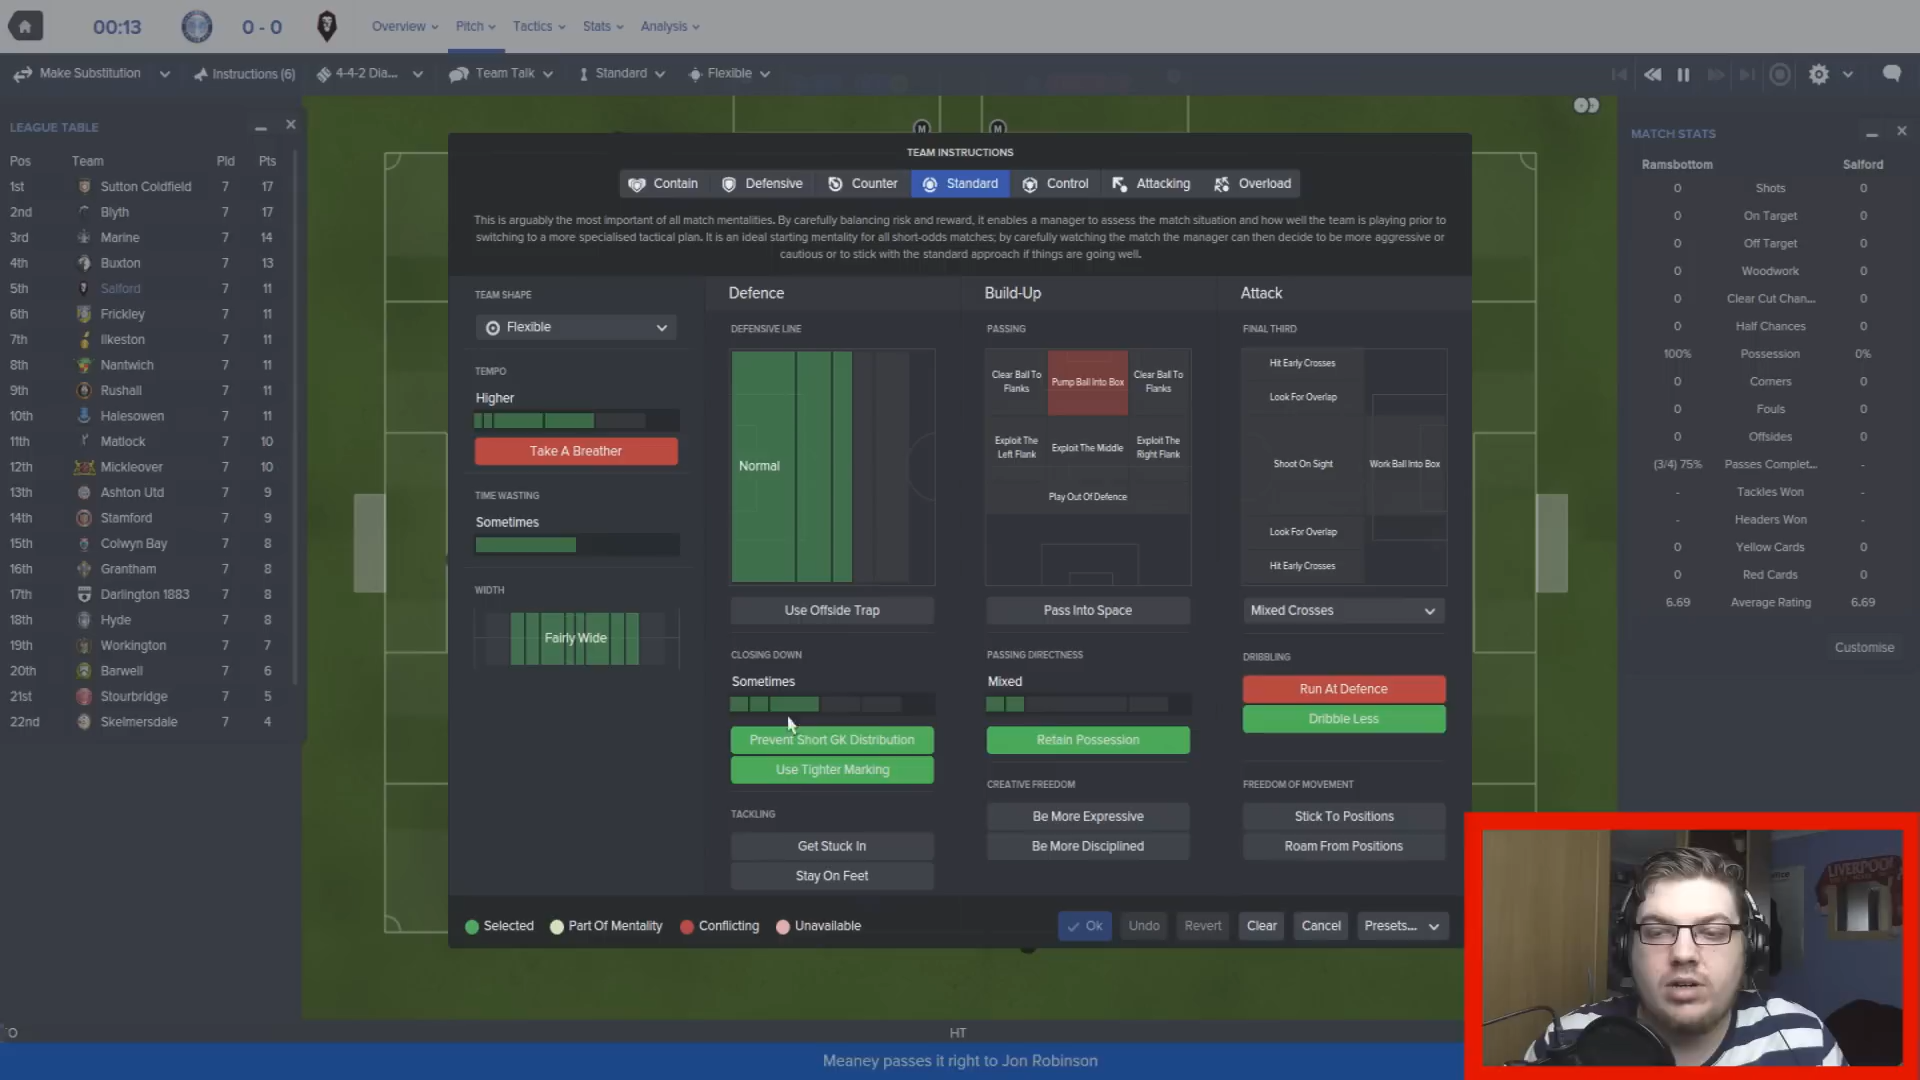 00:13
0 - 0
Overview
Pitch
Tactics
Stats
Analysis
Make Substitution
Instructions (6)
4-4-2 Dia...
Team Talk
Standard
Flexible
LEAGUE TABLE
Pos Team Pld Pts
1st Sutton Coldfield 7 17
2nd Blyth 7 17
3rd Marine 7 14
4th Buxton 7 13
5th Salford 7 11
6th Frickley 7 11
7th Ilkeston 7 11
8th Nantwich 7 11
9th Rushall 7 11
10th Halesowen 7 11
11th Matlock 7 10
12th Mickleover 7 10
13th Ashton Utd 7 9
14th Stamford 7 9
15th Colwyn Bay 7 8
16th Grantham 7 8
17th Darlington 1883 7 8
18th Hyde 7 8
19th Workington 7 7
20th Barwell 7 6
21st Stourbridge 7 5
22nd Skelmersdale 7 4
M M
TEAM INSTRUCTIONS
Contain
Defensive
Counter
Standard
Control
Attacking
Overload
This is arguably the most important of all match mentalities. By carefully balancing risk and reward, it enables a manager to assess the match situation and how well the team is playing prior to
switching to a more specialised tactical plan. It is an ideal starting mentality for all short-odds matches; by carefully watching the match the manager can then decide to be more aggressive or
cautious or to stick with the standard approach if things are going well.
TEAM SHAPE
Flexible
TEMPO
Higher
Take A Breather
TIME WASTING
Sometimes
WIDTH
Fairly Wide
Defence
DEFENSIVE LINE
Normal
Use Offside Trap
CLOSING DOWN
Sometimes
Prevent Short GK Distribution
Use Tighter Marking
TACKLING
Get Stuck In
Stay On Feet
Build-Up
PASSING
Clear Ball To
Flanks
Pump Ball Into Box
Clear Ball To
Flanks
Exploit The
Left Flank
Exploit The Middle
Exploit The
Right Flank
Play Out Of Defence
Pass Into Space
PASSING DIRECTNESS
Mixed
Retain Possession
CREATIVE FREEDOM
Be More Expressive
Be More Disciplined
Attack
FINAL THIRD
Hit Early Crosses
Look For Overlap
Shoot On Sight
Work Ball Into Box
Look For Overlap
Hit Early Crosses
Mixed Crosses
DRIBBLING
Run At Defence
Dribble Less
FREEDOM OF MOVEMENT
Stick To Positions
Roam From Positions
Selected
Part Of Mentality
Conflicting
Unavailable
Ok
Undo
Revert
Clear
Cancel
Presets...
MATCH STATS
Ramsbottom Salford
0 Shots 0
0 On Target 0
0 Off Target 0
0 Woodwork 0
0 Clear Cut Chan... 0
0 Half Chances 0
100% Possession 0%
0 Corners 0
0 Fouls 0
0 Offsides 0
(3/4) 75% Passes Complet... -
- Tackles Won -
- Headers Won -
0 Yellow Cards 0
0 Red Cards 0
6.69 Average Rating 6.69
Customise
LIVERPOOL
HT
Meaney passes it right to Jon Robinson